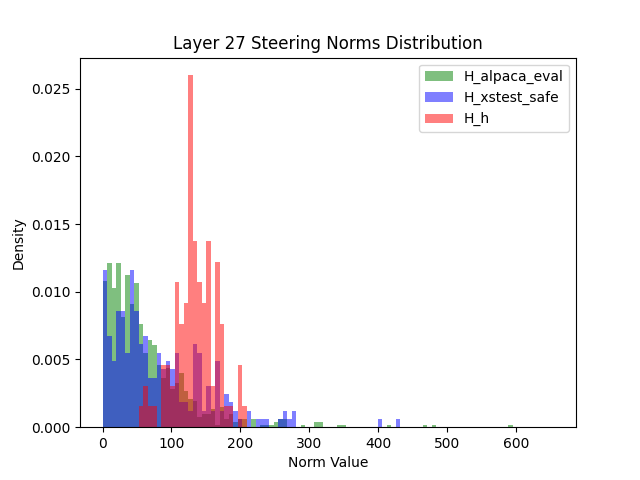 Layer 27 Steering Norms Distribution
H_alpaca_eval
H_xstest_safe
H_h
Density
0.025
0.020
0.015
0.010
0.005
0.000
0 100 200 300 400 500 600
Norm Value